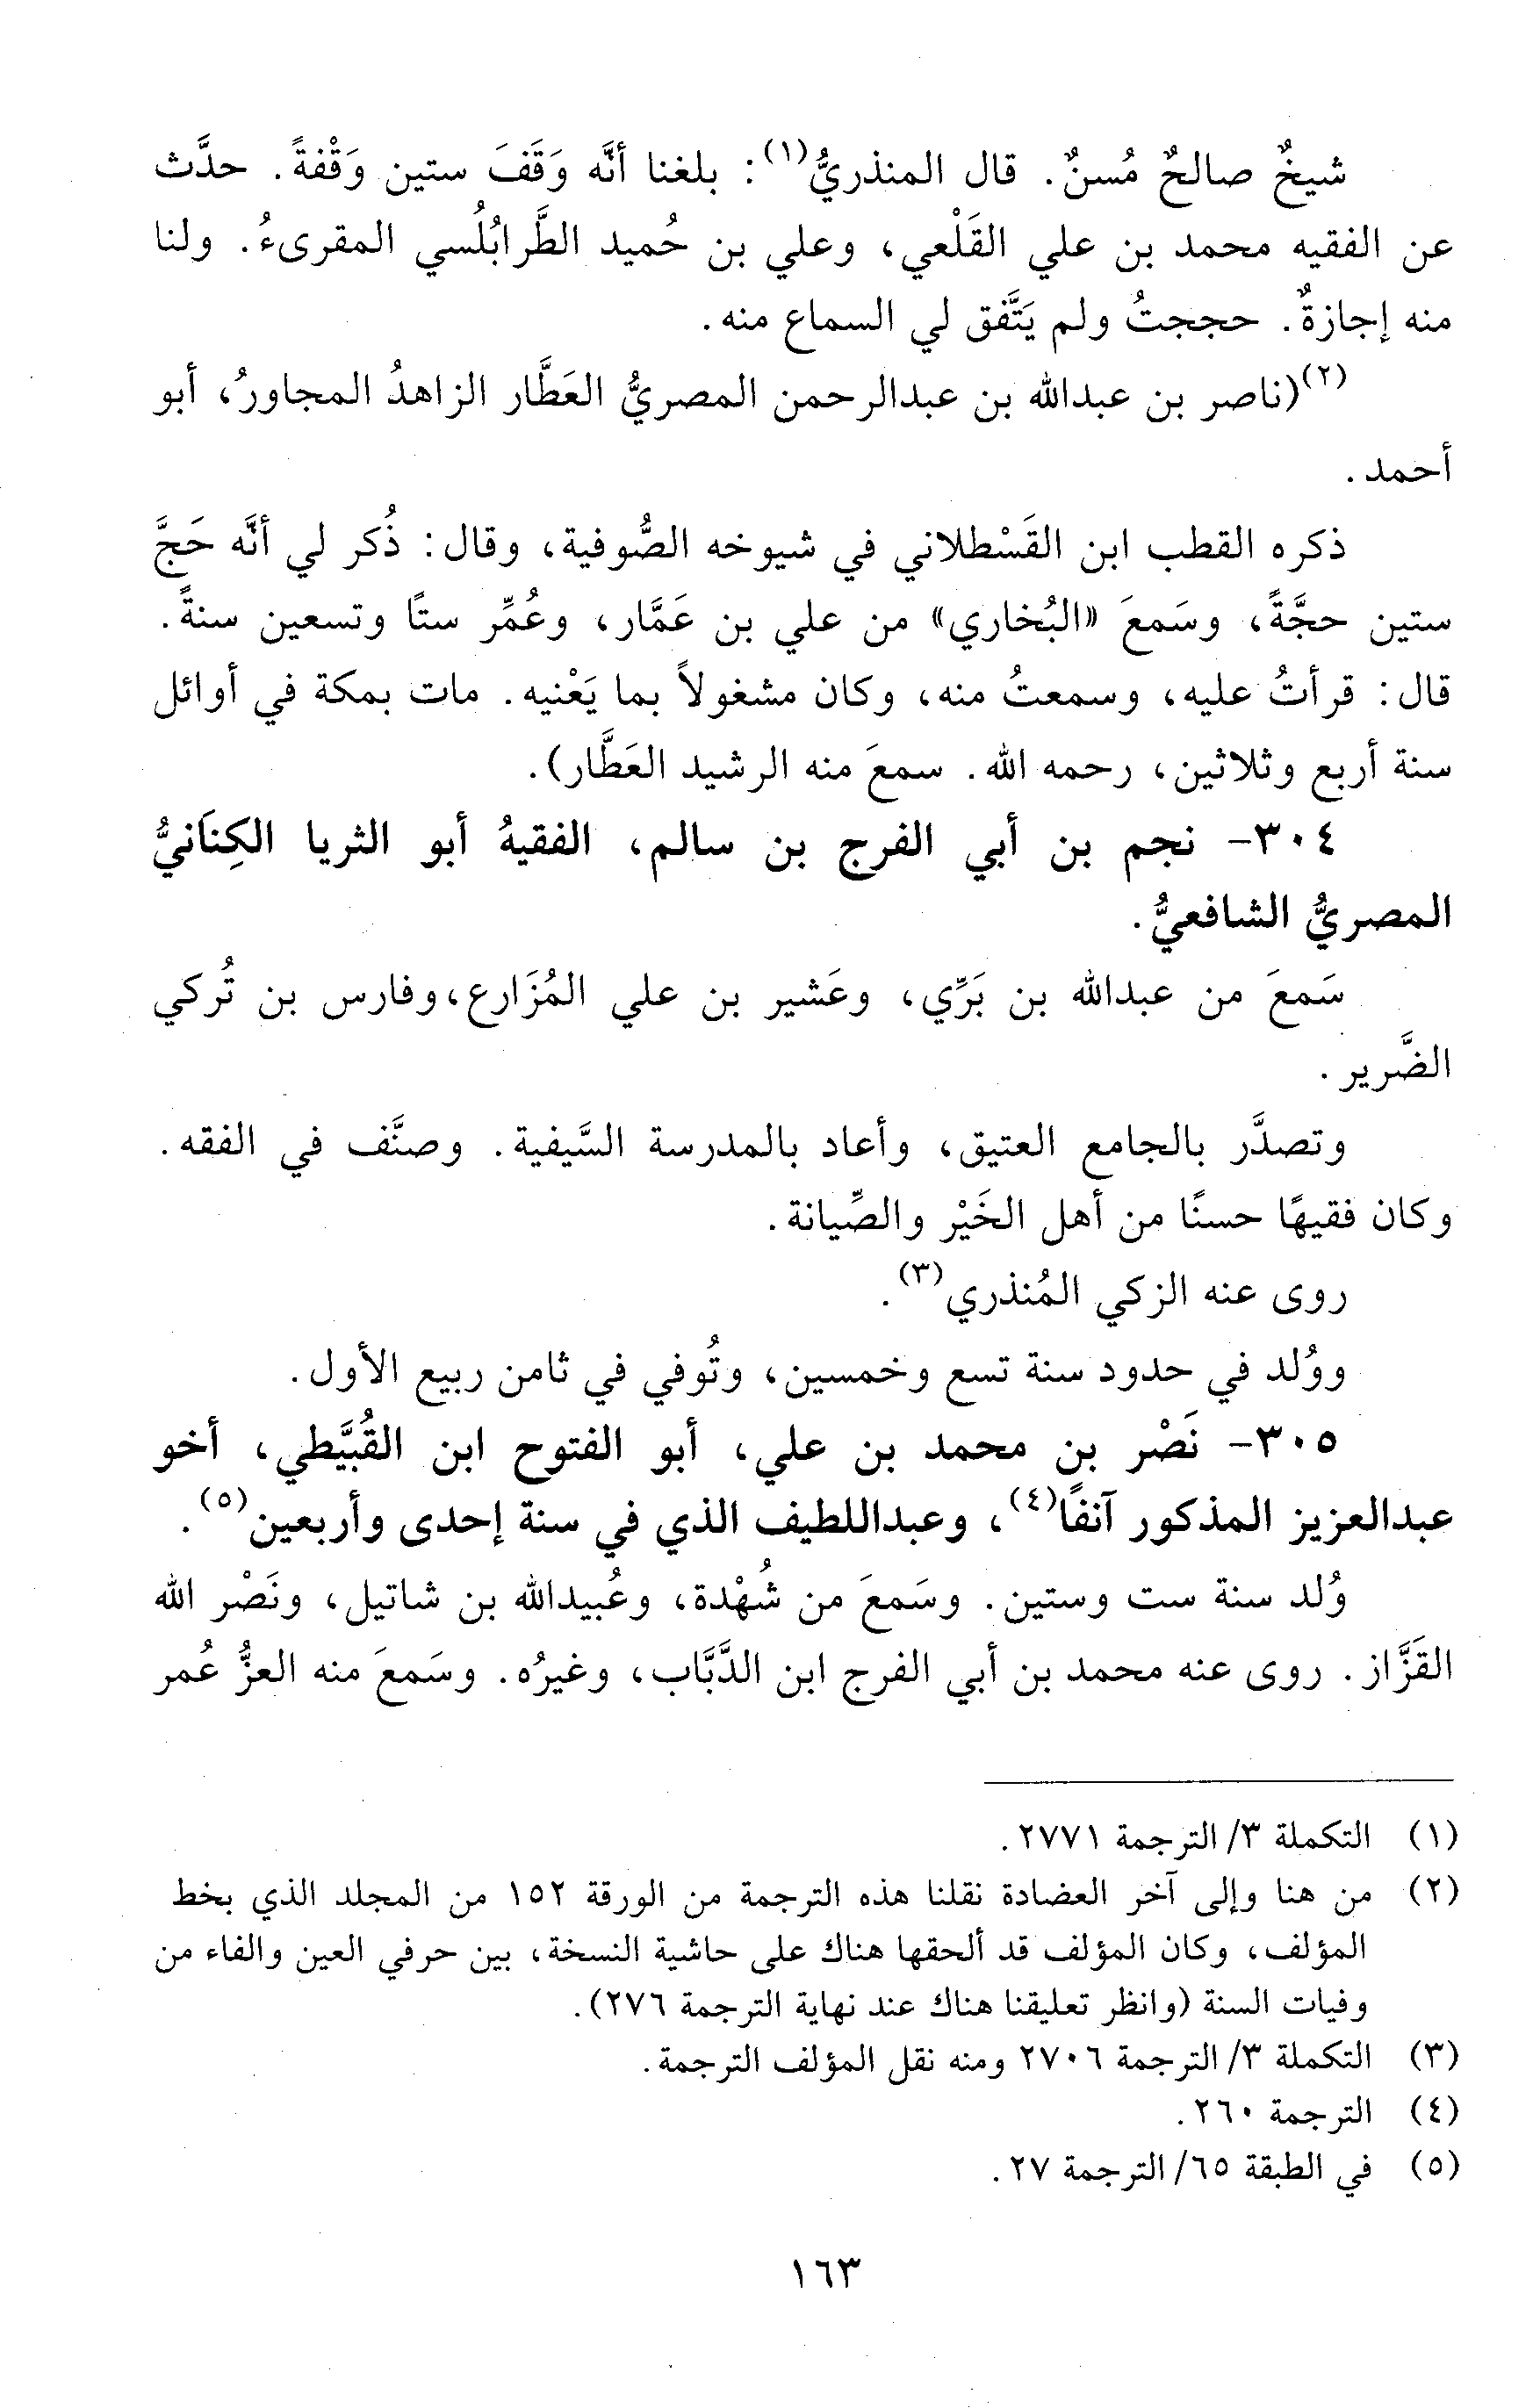 شيخٌ صالحٌ مُسنٌ. قال المنذريُّ(١): بلغنا أنَّه وَقَفَ ستين وَقْفةً. حدَّث
عن الفقيه محمد بن علي القَلْعي، وعلي بن حُميد الطَّرابُلُسي المقرىءُ. ولنا
منه إجازةٌ. حججتُ ولم يَتَّفق لي السماع منه.
(٢)(ناصر بن عبدالله بن عبدالرحمن المصريُّ العَطَّار الزاهدُ المجاورُ، أبو
أحمد.
ذكره القطب ابن القَسْطلاني في شيوخه الصُّوفية، وقال: ذُكر لي أنَّه حَجَّ
ستين حجَّةً، وسَمعَ «البُخاري» من علي بن عَمَّار، وعُمِّر ستًا وتسعين سنةً.
قال: قرأتُ عليه، وسمعتُ منه، وكان مشغولاً بما يَعْنيه. مات بمكة في أوائل
سنة أربع وثلاثين، رحمه الله. سمعَ منه الرشيد العَطَّار).
٣٠٤- نجم بن أبي الفرج بن سالم، الفقيهُ أبو الثريا الكِنَانيُّ
المصريُّ الشافعيُّ.
سَمعَ من عبدالله بن بَرِّي، وعَشير بن علي المُزَارع،وفارس بن تُركي
الضَّرير.
وتصدَّر بالجامع العتيق، وأعاد بالمدرسة السَّيفية. وصنَّف في الفقه.
وكان فقيهًا حسنًا من أهل الخَيْر والصِّيانة.
روى عنه الزكي المُنذري(٣).
ووُلد في حدود سنة تسع وخمسين، وتُوفي في ثامن ربيع الأول.
٣٠٥- نَصْر بن محمد بن علي، أبو الفتوح ابن القُبَّيْطي، أخو
عبدالعزيز المذكور آنفًا(٤)، وعبداللطيف الذي في سنة إحدى وأربعين(٥).
وُلد سنة ست وستين. وسَمعَ من شُهْدة، وعُبيدالله بن شاتيل، ونَصْر الله
القَزَّاز. روى عنه محمد بن أبي الفرج ابن الدَّبَّاب، وغيرُه. وسَمعَ منه العزُّ عُمر
(١) التكملة ٣/ الترجمة ٢٧٧١.
(٢) من هنا وإلى آخر العضادة نقلنا هذه الترجمة من الورقة ١٥٢ من المجلد الذي بخط
المؤلف، وكان المؤلف قد ألحقها هناك على حاشية النسخة، بين حرفي العين والفاء من
وفيات السنة (وانظر تعليقنا هناك عند نهاية الترجمة ٢٧٦).
(٣) التكملة ٣/ الترجمة ٢٧٠٦ ومنه نقل المؤلف الترجمة.
(٤) الترجمة ٢٦٠.
(٥) في الطبقة ٦٥/ الترجمة ٢٧.
١٦٣